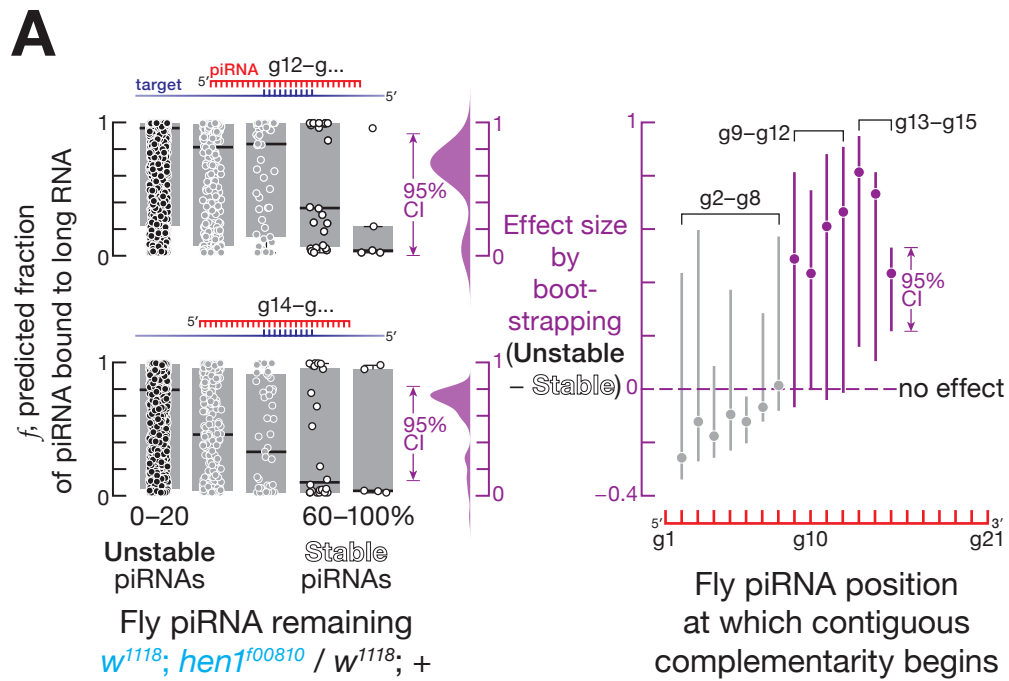 A
piRNA g12–g...
target 5′ 5′
1
0
95%
CI
1
0
g14–g...
5′ 5′
1
0
95%
CI
1
0
f, predicted fraction
of piRNA bound to long RNA
0–20 60–100%
Unstable Stable
piRNAs piRNAs
Fly piRNA remaining
w1118; hen1f00810 / w1118; +
Effect size
by
boot-
strapping
(Unstable
– Stable)
1
0
−0.4
g2–g8
g9–g12
g13–g15
95%
CI
no effect
5′ 3′
g1 g10 g21
Fly piRNA position
at which contiguous
complementarity begins